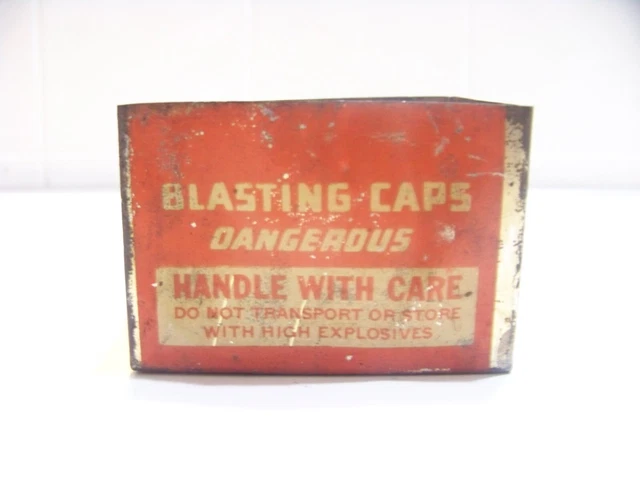 BLASTING CAPS
DANGEROUS
HANDLE WITH CARE
DO NOT TRANSPORT OR STORE
WITH HIGH EXPLOSIVES